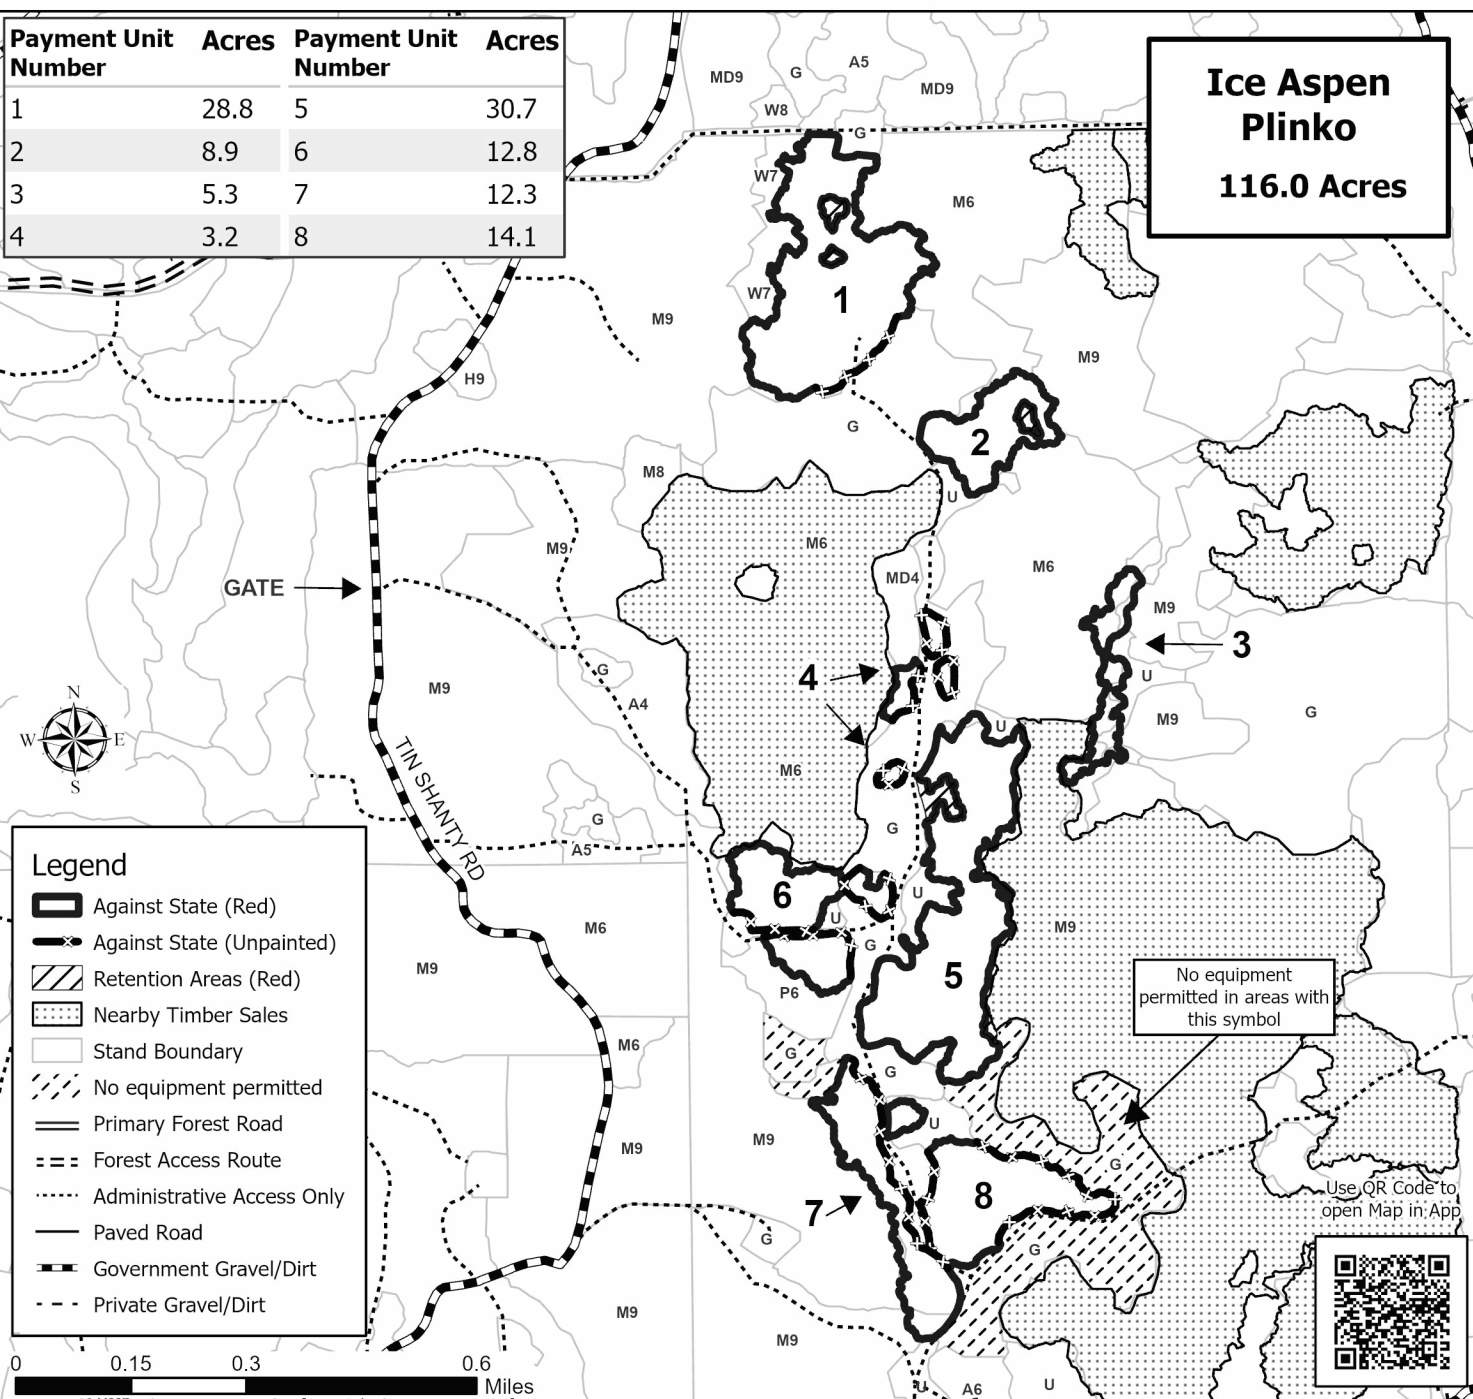 Payment Unit Number Acres Payment Unit Number Acres
1 28.8 5 30.7
2 8.9 6 12.8
3 5.3 7 12.3
4 3.2 8 14.1
Ice Aspen
Plinko
116.0 Acres
MD9
G
A5
MD9
W8
G
W7
M6
W7
1
M9
M9
H9
G
2
M8
U
M9
M6
MD4
M6
GATE
M9
3
G
4
U
M9
A4
M9
G
U
N
W E
S
M6
TIN SHANTY RD
G
G
A5
6
U
U
M6
M9
G
M9
5
P6
No equipment
permitted in areas with
this symbol
M6
G
G
U
M9
M9
G
7
8
Use QR Code to
open Map in App
G
G
M9
M9
U
A6
U
Legend
Against State (Red)
Against State (Unpainted)
Retention Areas (Red)
Nearby Timber Sales
Stand Boundary
No equipment permitted
Primary Forest Road
Forest Access Route
Administrative Access Only
Paved Road
Government Gravel/Dirt
Private Gravel/Dirt
0 0.15 0.3 0.6
Miles